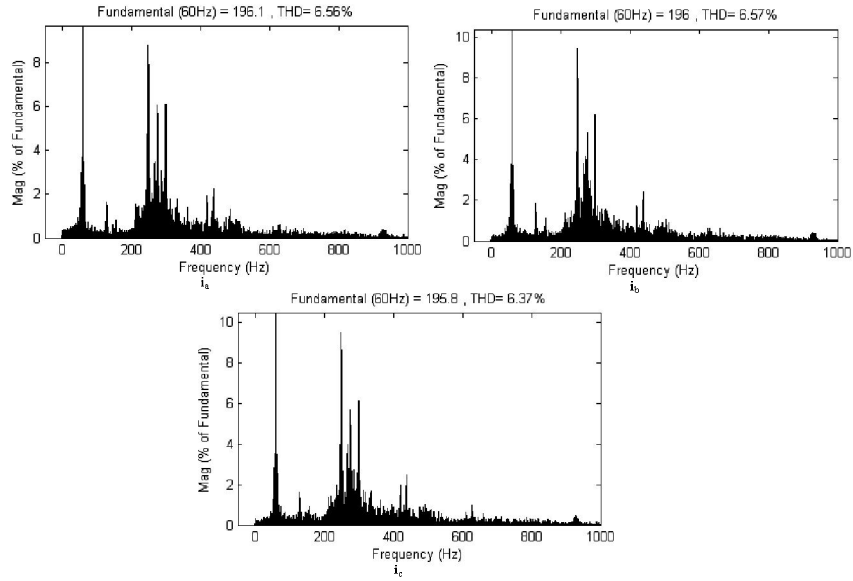 Fundamental (60Hz) = 196.1 , THD= 6.56%
Mag (% of Fundamental)
8
6
4
2
0
0 200 400 600 800 1000
Frequency (Hz)
ia
Fundamental (60Hz) = 196 , THD= 6.57%
Mag (% of Fundamental)
10
8
6
4
2
0
0 200 400 600 800 1000
Frequency (Hz)
ib
Fundamental (60Hz) = 195.8 , THD= 6.37%
Mag (% of Fundamental)
10
8
6
4
2
0
0 200 400 600 800 1000
Frequency (Hz)
ic